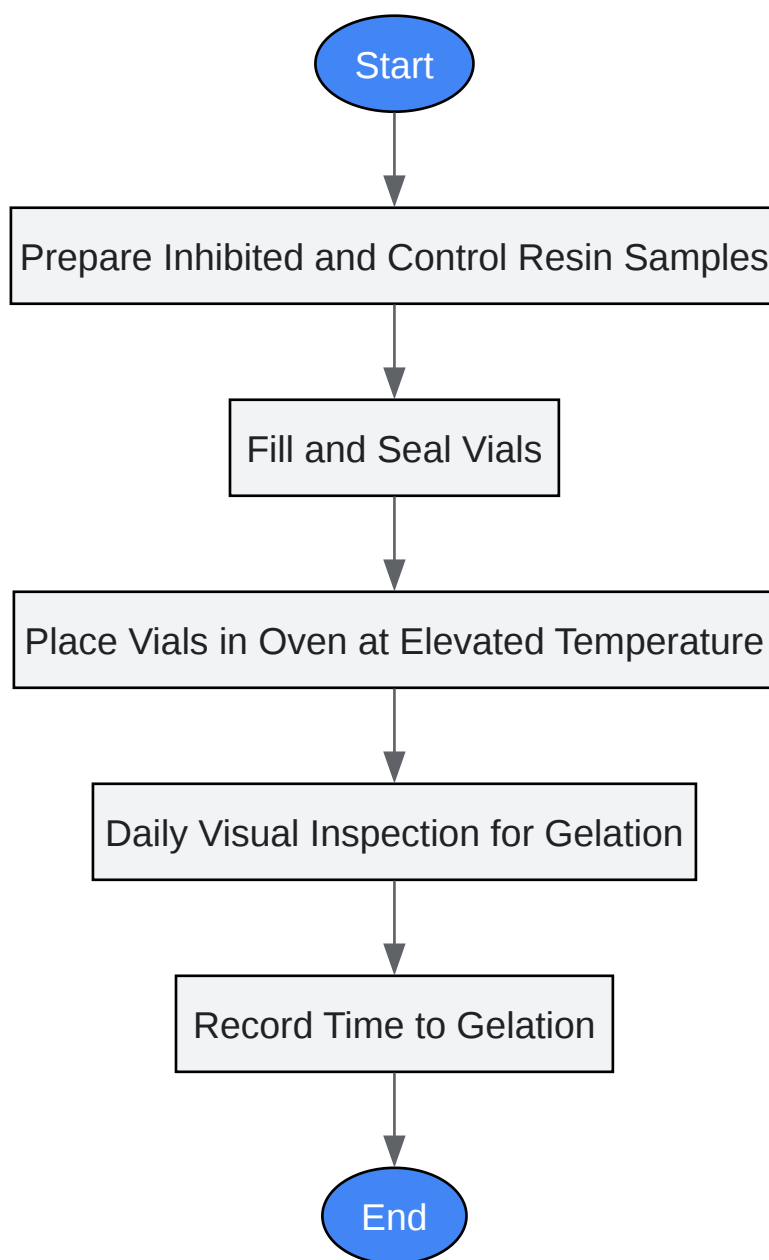 Start
Prepare Inhibited and Control Resin Samples
Fill and Seal Vials
Place Vials in Oven at Elevated Temperature
Daily Visual Inspection for Gelation
Record Time to Gelation
End